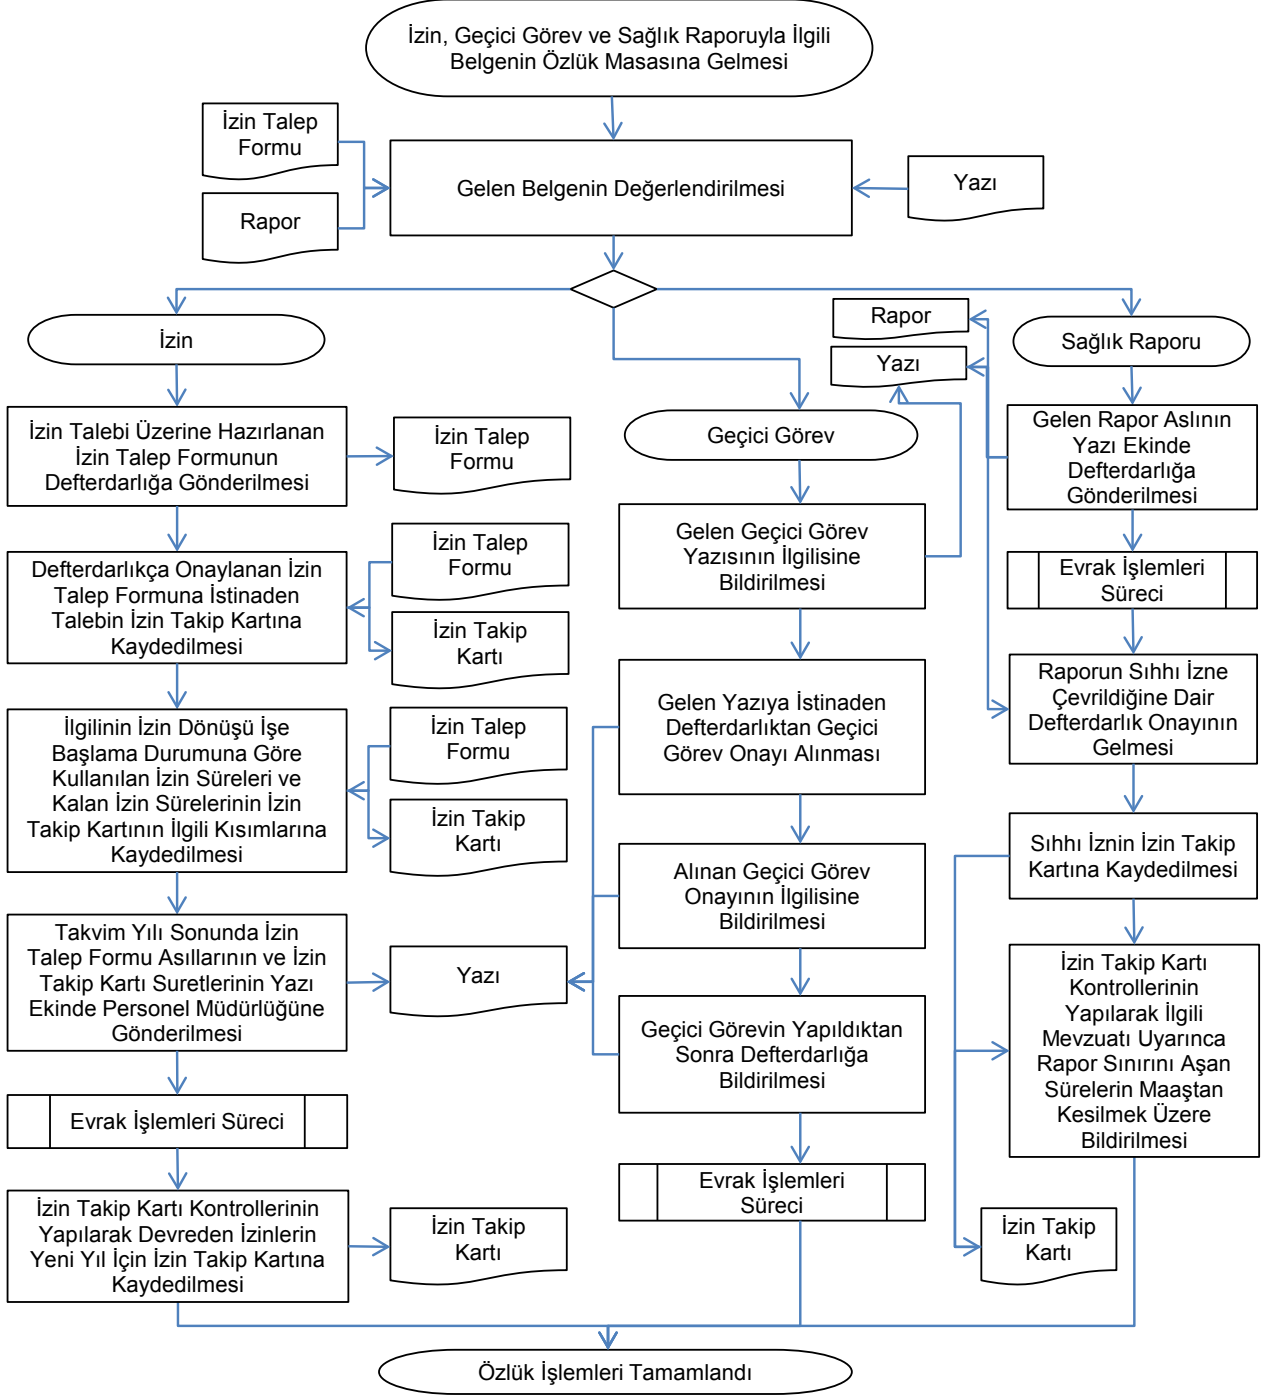 İzin, Geçici Görev ve Sağlık Raporuyla İlgili
Belgenin Özlük Masasına Gelmesi
İzin Talep
Formu
Rapor
Gelen Belgenin Değerlendirilmesi
Yazı
İzin
İzin Talebi Üzerine Hazırlanan
İzin Talep Formunun
Defterdarlığa Gönderilmesi
İzin Talep
Formu
Defterdarlıkça Onaylanan İzin
Talep Formuna İstinaden
Talebin İzin Takip Kartına
Kaydedilmesi
İzin Talep
Formu
İzin Takip
Kartı
İlgilinin İzin Dönüşü İşe
Başlama Durumuna Göre
Kullanılan İzin Süreleri ve
Kalan İzin Sürelerinin İzin
Takip Kartının İlgili Kısımlarına
Kaydedilmesi
İzin Talep
Formu
İzin Takip
Kartı
Takvim Yılı Sonunda İzin
Talep Formu Asıllarının ve İzin
Takip Kartı Suretlerinin Yazı
Ekinde Personel Müdürlüğüne
Gönderilmesi
Yazı
Evrak İşlemleri Süreci
İzin Takip Kartı Kontrollerinin
Yapılarak Devreden İzinlerin
Yeni Yıl İçin İzin Takip Kartına
Kaydedilmesi
İzin Takip
Kartı
Geçici Görev
Gelen Geçici Görev
Yazısının İlgilisine
Bildirilmesi
Gelen Yazıya İstinaden
Defterdarlıktan Geçici
Görev Onayı Alınması
Alınan Geçici Görev
Onayının İlgilisine
Bildirilmesi
Geçici Görevin Yapıldıktan
Sonra Defterdarlığa
Bildirilmesi
Evrak İşlemleri
Süreci
Rapor
Yazı
Sağlık Raporu
Gelen Rapor Aslının
Yazı Ekinde
Defterdarlığa
Gönderilmesi
Evrak İşlemleri
Süreci
Raporun Sıhhı İzne
Çevrildiğine Dair
Defterdarlık Onayının
Gelmesi
Sıhhı İznin İzin Takip
Kartına Kaydedilmesi
İzin Takip Kartı
Kontrollerinin
Yapılarak İlgili
Mevzuatı Uyarınca
Rapor Sınırını Aşan
Sürelerin Maaştan
Kesilmek Üzere
Bildirilmesi
İzin Takip
Kartı
Özlük İşlemleri Tamamlandı